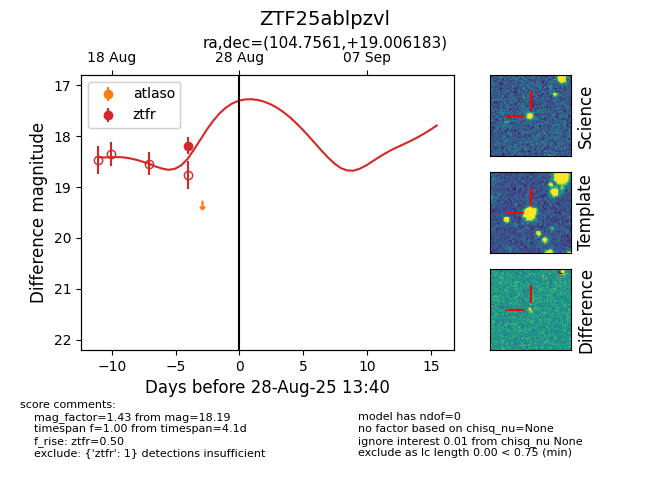 ZTF25ablpzvl
ra,dec=(104.7561,+19.006183)
18 Aug
28 Aug
07 Sep
atlaso
ztfr
17
18
19
20
21
22
Difference magnitude
−10
−5
0
5
10
15
Days before 28-Aug-25 13:40
Science
Template
Difference
score comments:
mag_factor=1.43 from mag=18.19
timespan f=1.00 from timespan=4.1d
f_rise: ztfr=0.50
exclude: {'ztfr': 1} detections insufficient
model has ndof=0
no factor based on chisq_nu=None
ignore interest 0.01 from chisq_nu None
exclude as lc length 0.00 < 0.75 (min)